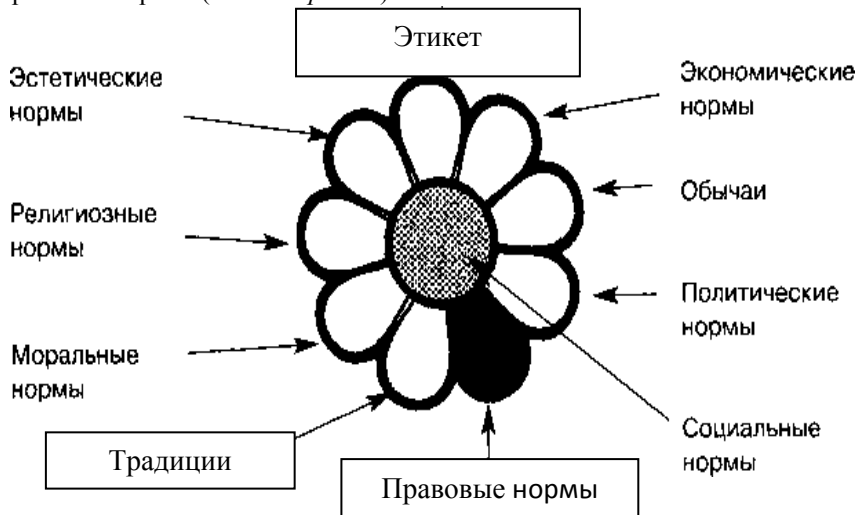 Этикет
Эстетические
нормы
Экономические
нормы
Религиозные
нормы
Обычаи
Моральные
нормы
Политические
нормы
Традиции
Правовые нормы
Социальные
нормы